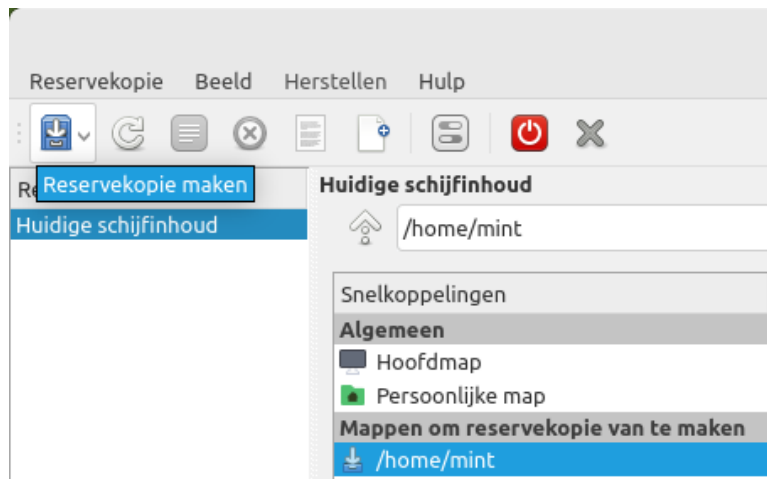 Reservekopie Beeld Herstellen Hulp
Reservekopie maken
Huidige schijfinhoud
Huidige schijfinhoud
/home/mint
Snelkoppelingen
Algemeen
Hoofdmap
Persoonlijke map
Mappen om reservekopie van te maken
/home/mint